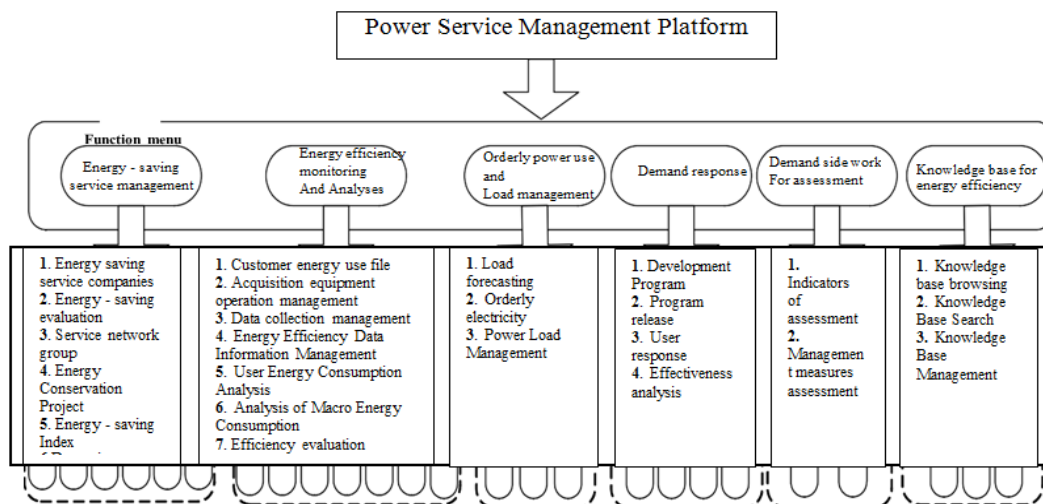 Power Service Management Platform
Function menu
Energy - saving
service management
Energy efficiency
monitoring
And Analyses
Orderly power use
and
Load management
Demand response
Demand side work
For assessment
Knowledge base for
energy efficiency
1. Energy saving
service companies
2. Energy - saving
evaluation
3. Service network
group
4. Energy
Conservation
Project
5. Energy - saving
Index
1. Customer energy use file
2. Acquisition equipment
operation management
3. Data collection management
4. Energy Efficiency Data
Information Management
5. User Energy Consumption
Analysis
6. Analysis of Macro Energy
Consumption
7. Efficiency evaluation
1. Load
forecasting
2. Orderly
electricity
3. Power Load
Management
1. Development
Program
2. Program
release
3. User
response
4. Effectiveness
analysis
1.
Indicators
of
assessment
2.
Managemen
t measures
assessment
1. Knowledge
base browsing
2. Knowledge
Base Search
3. Knowledge
Base
Management